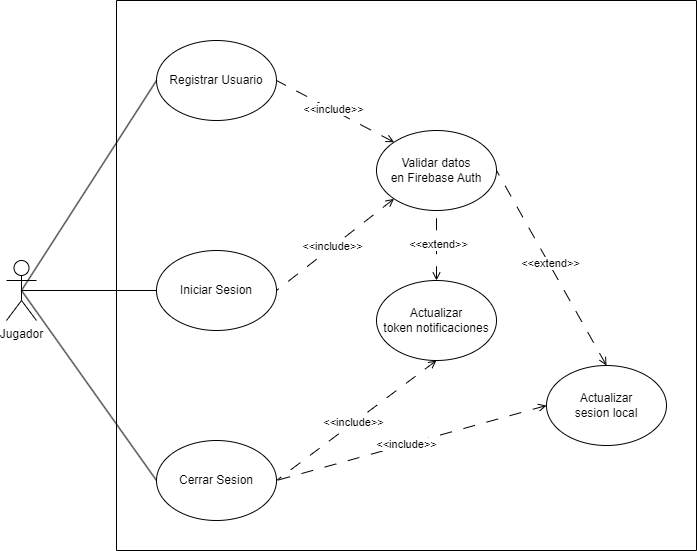 Registrar Usuario
<<include>>
Validar datos
en Firebase Auth
<<include>>
<<extend>>
<<extend>>
Iniciar Sesion
Actualizar
token notificaciones
Jugador
Actualizar
sesion local
<<include>>
<<include>>
Cerrar Sesion